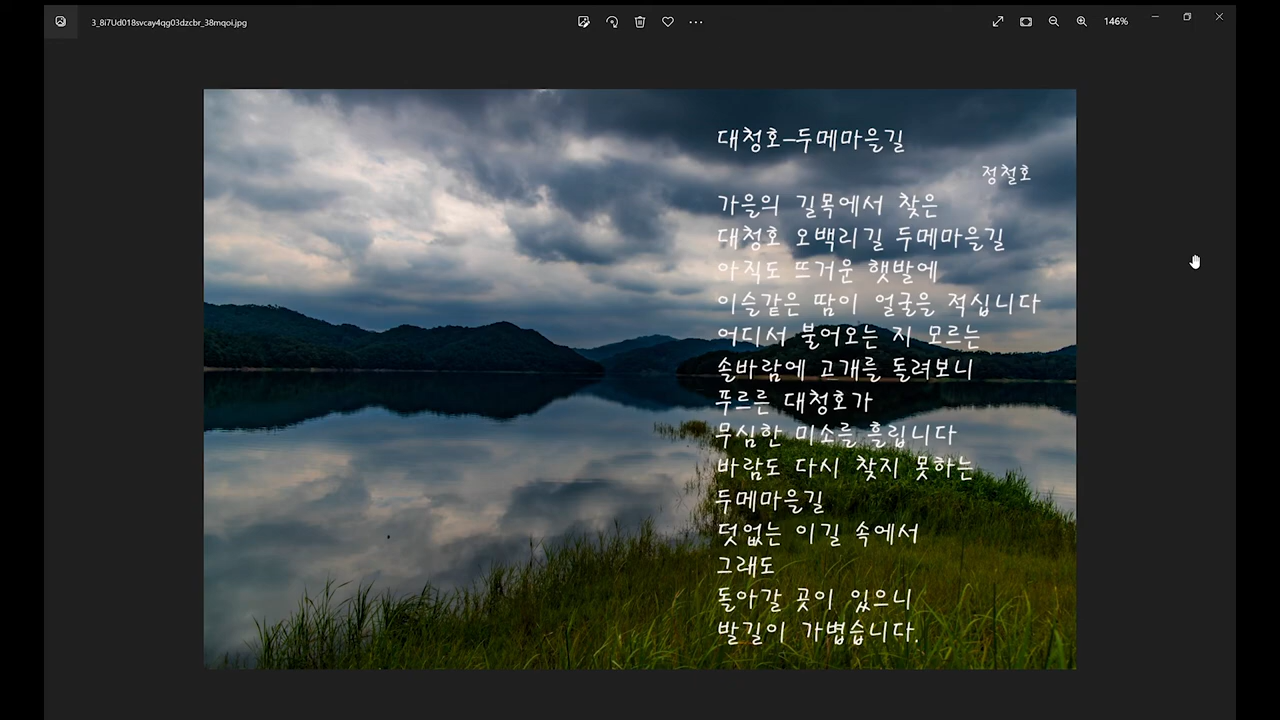 3_8i7Ud018svcay4qg03dzcbr_38mqoi.jpg
146%
대청호-두메마을길
정철호
가을의 길목에서 찾은
대청호 오백리길 두메마을길
아직도 뜨거운 햇발에
이슬같은 땀이 얼굴을 적십니다
어디서 불어오는 지 모르는
솔바람에 고개를 돌려보니
푸르른 대청호가
무심한 미소를 흘립니다
바람도 다시 찾지 못하는
두메마을길
덧없는 이길 속에서
그래도
돌아갈 곳이 있으니
발길이 가볍습니다.